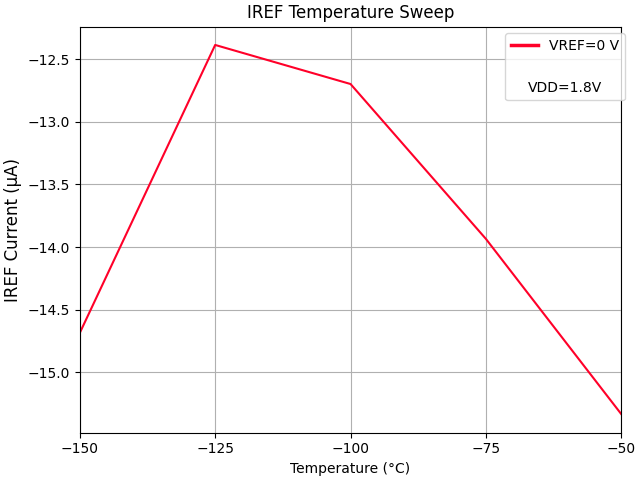 IREF Temperature Sweep
IREF Current (µA)
−12.5
−13.0
−13.5
−14.0
−14.5
−15.0
VREF=0 V
VDD=1.8V
−150
−125
−100
−75
−50
Temperature (°C)